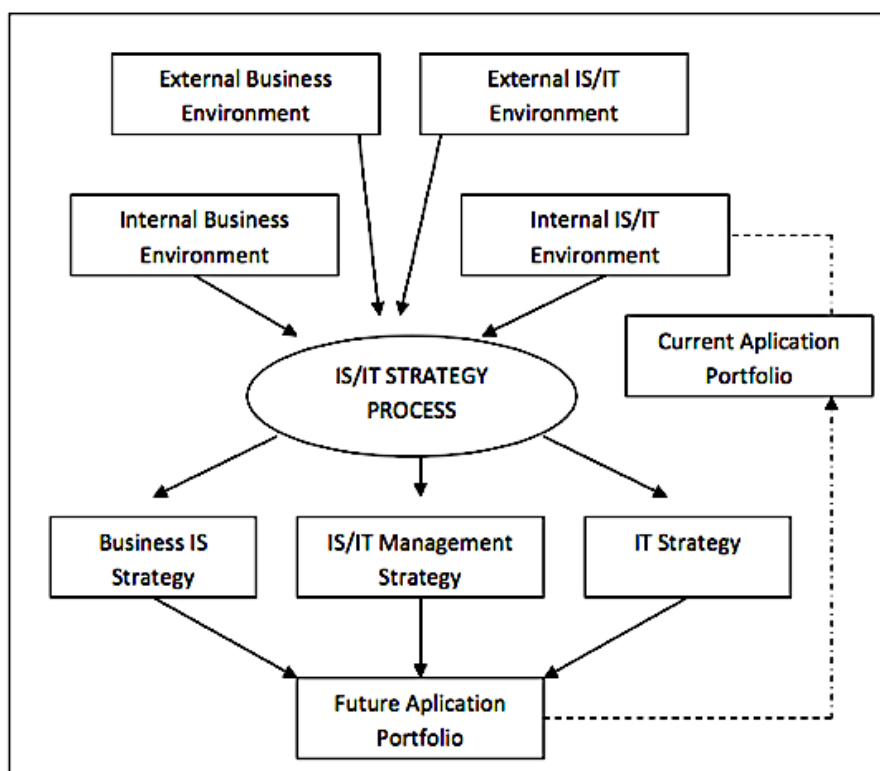 External Business
Environment
External IS/IT
Environment
Internal Business
Environment
Internal IS/IT
Environment
Current Aplication
Portfolio
IS/IT STRATEGY
PROCESS
Business IS
Strategy
IS/IT Management
Strategy
IT Strategy
Future Aplication
Portfolio